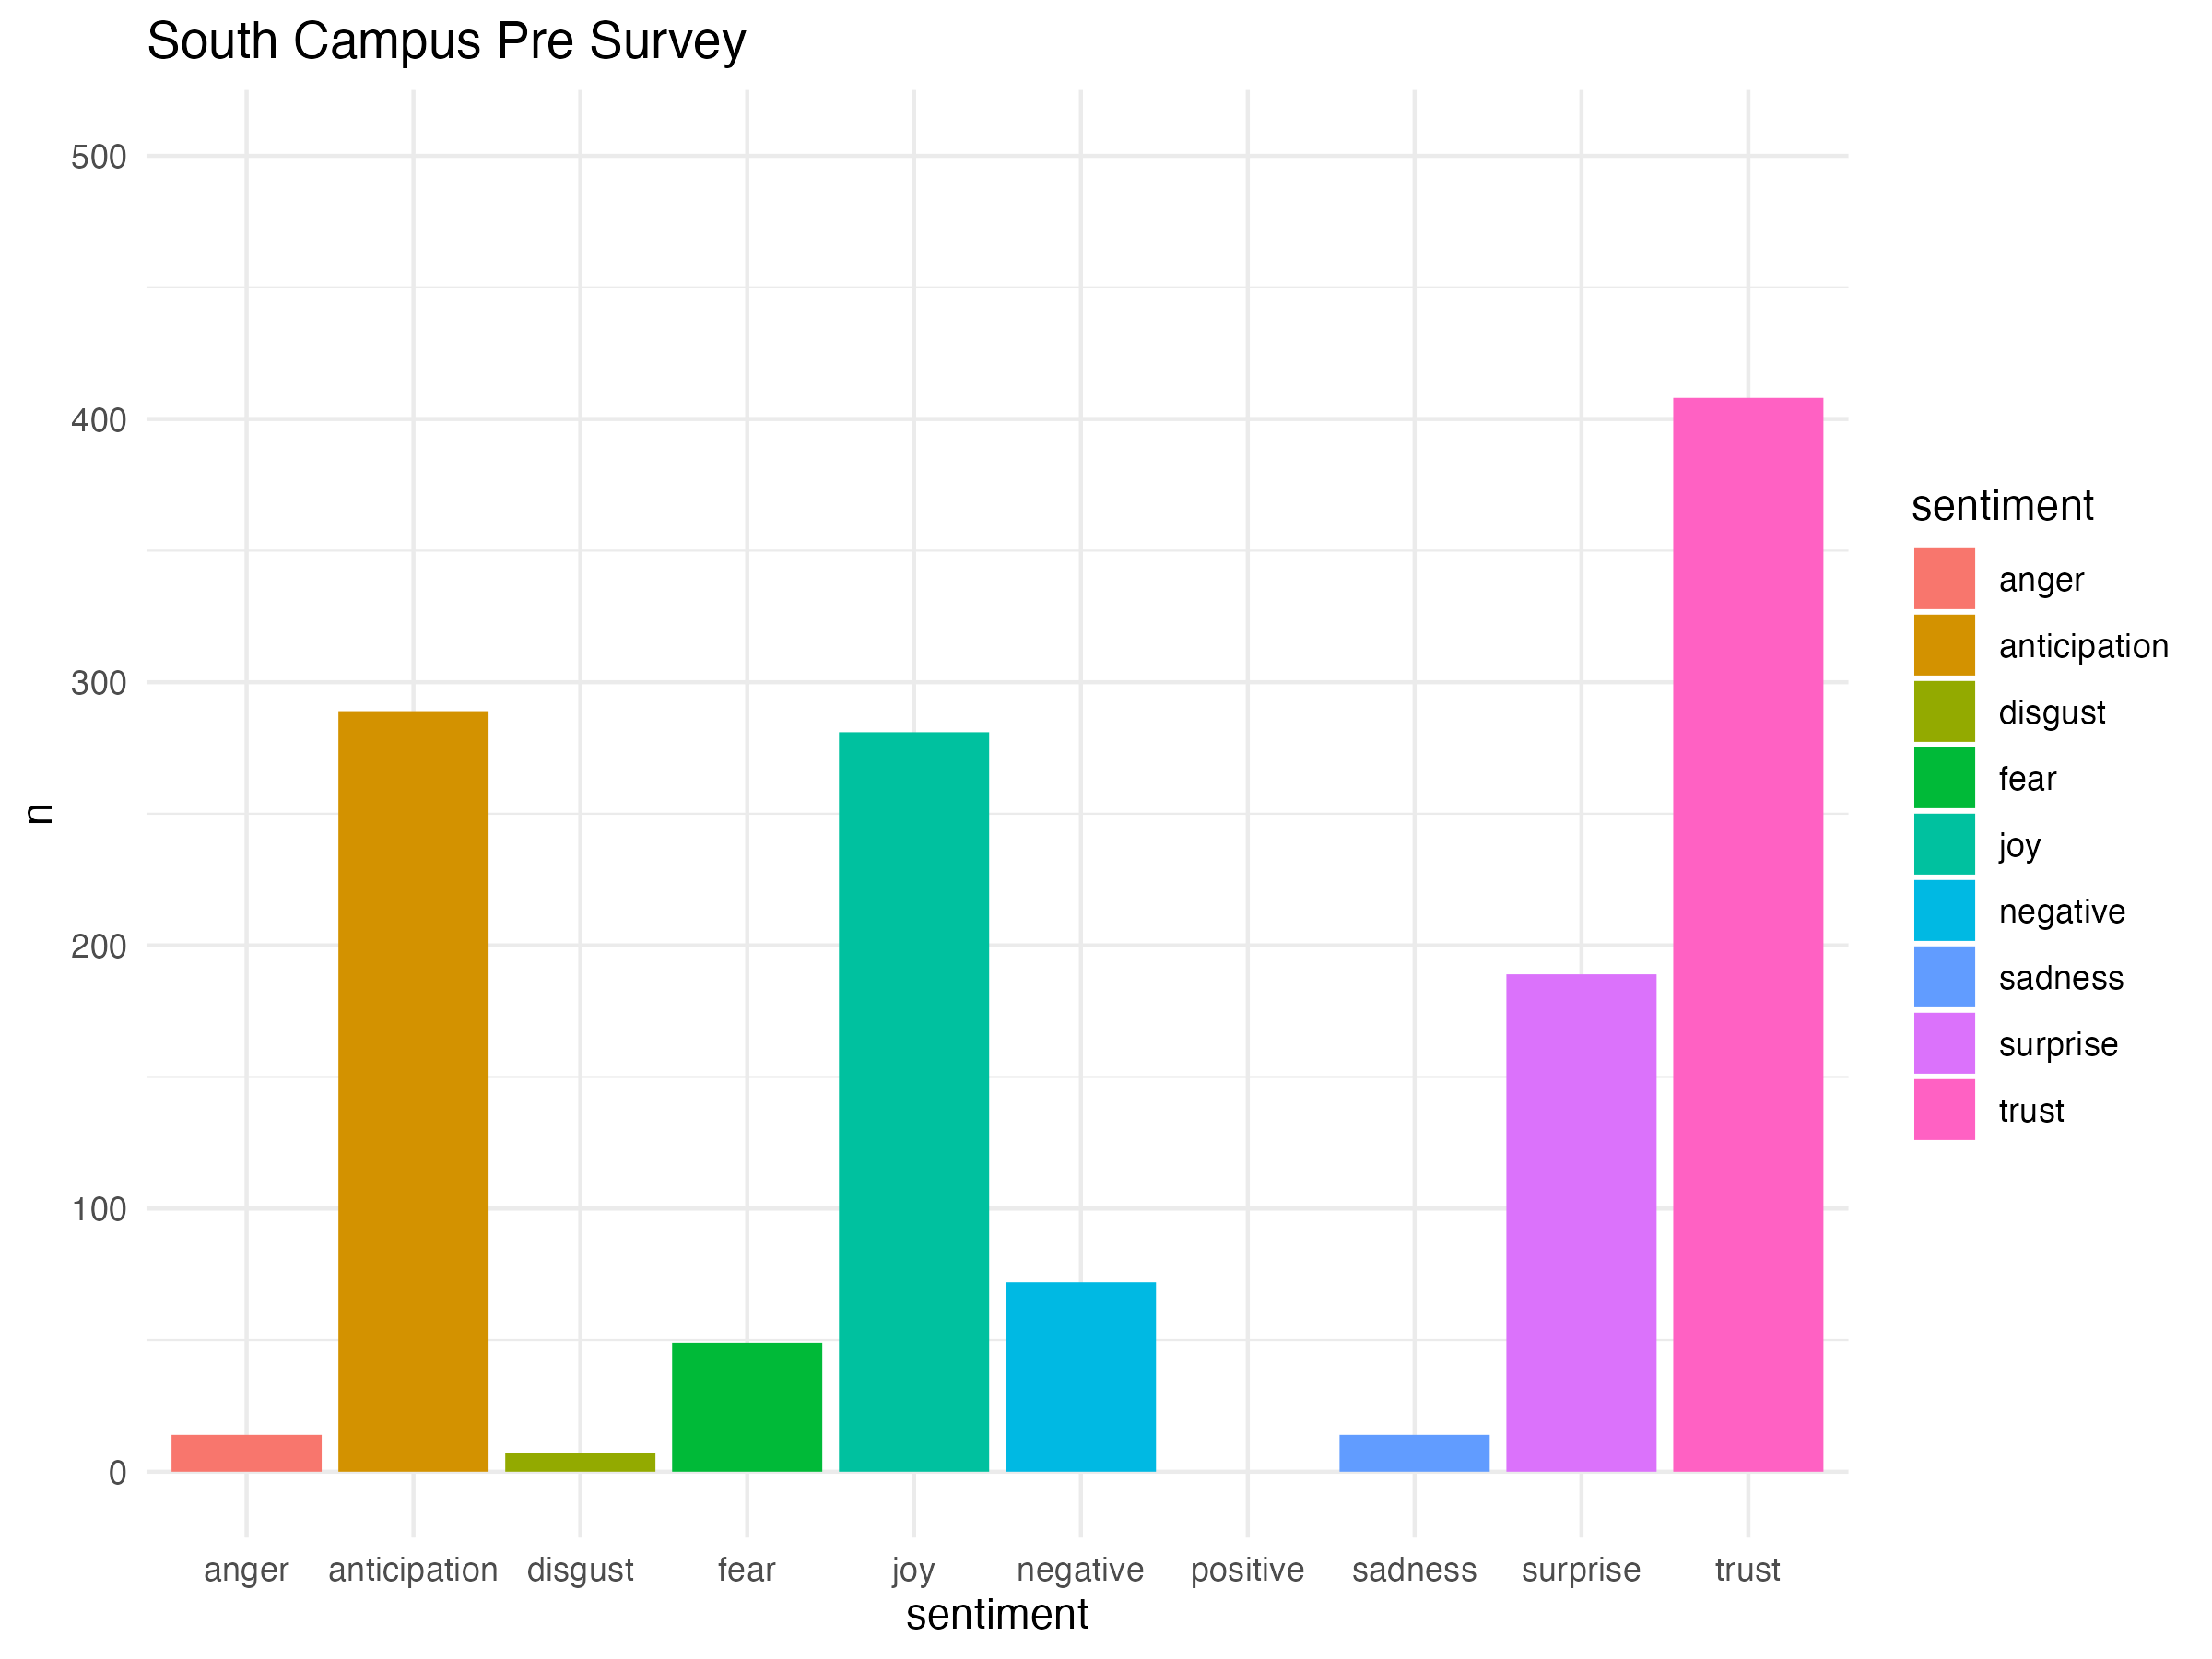 South Campus Pre Survey
500
400
300
200
100
0
n
anger anticipation disgust fear joy negative positive sadness surprise trust
sentiment
sentiment
anger
anticipation
disgust
fear
joy
negative
sadness
surprise
trust